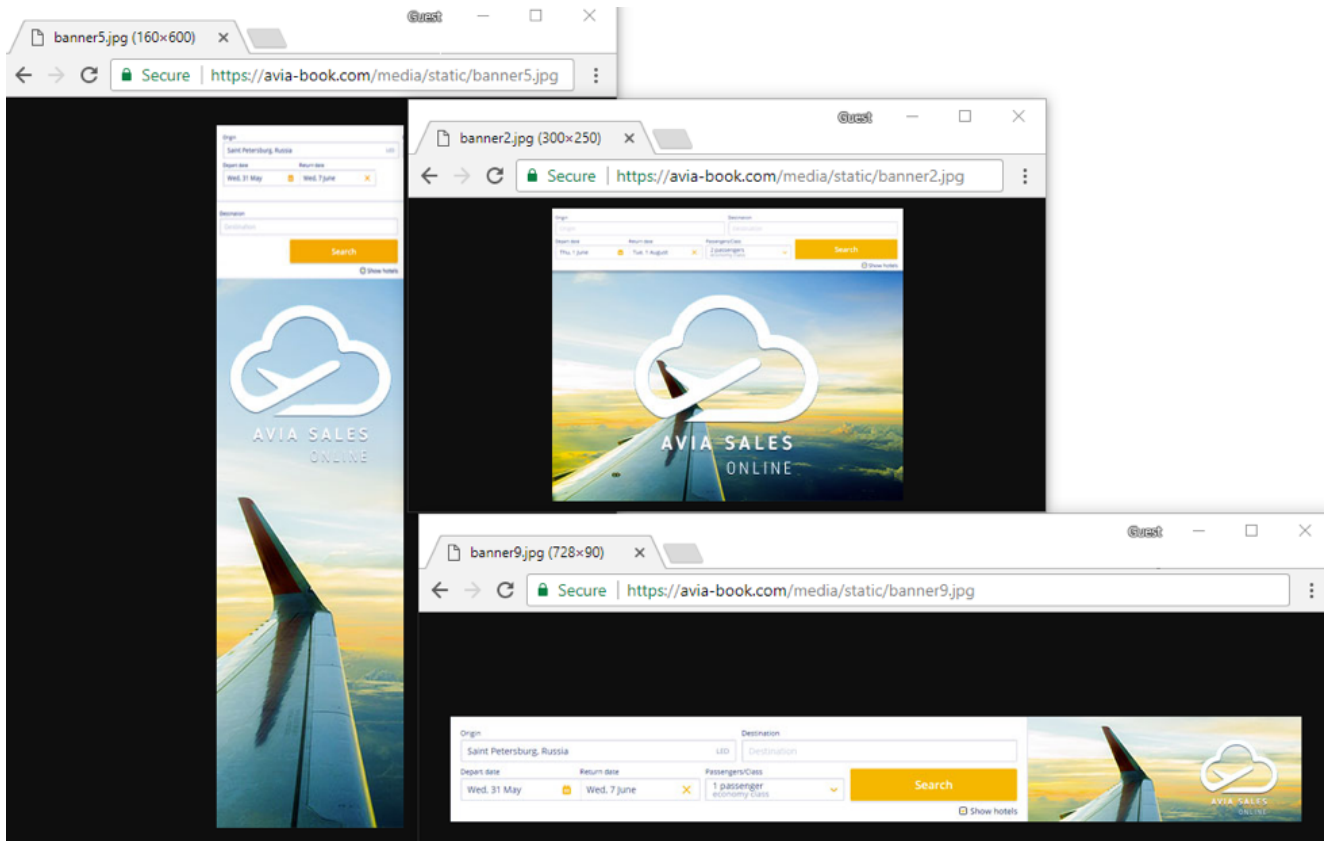 Guest
banner5.jpg (160×600)
Secure | https://avia-book.com/media/static/banner5.jpg
Origin
Saint Petersburg, Russia LED
Depart date Return date
Wed, 31 May Wed, 7 June
Destination
Destination
Search
Show hotels
AVIA SALES
ONLINE
Guest
banner2.jpg (300×250)
Secure | https://avia-book.com/media/static/banner2.jpg
Origin Destination
Origin Destination
Depart date Return date Passengers/Class
Thu, 1 June Tue, 1 August 2 passengers
economy class
Search
Show hotels
AVIA SALES
ONLINE
Guest
banner9.jpg (728×90)
Secure | https://avia-book.com/media/static/banner9.jpg
Origin Destination
Saint Petersburg, Russia LED Destination
Depart date Return date Passengers/Class
Wed, 31 May Wed, 7 June 1 passenger
economy class
Search
Show hotels
AVIA SALES
ONLINE